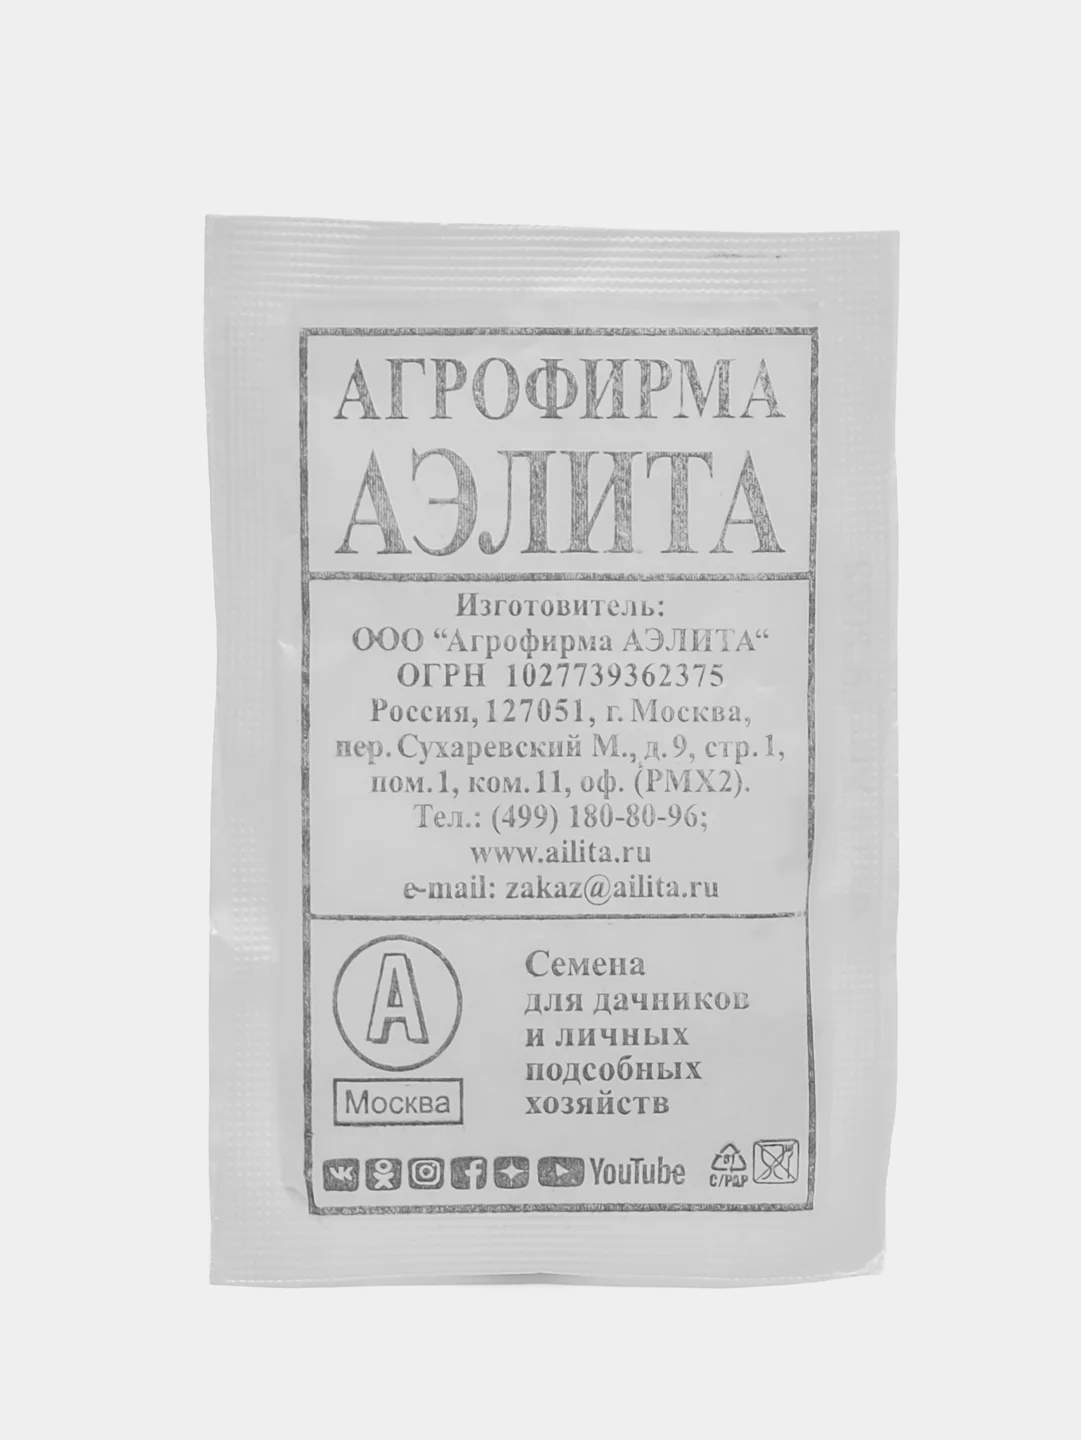 АГРОФИРМА
АЭЛИТА
Изготовитель:
ООО “Агрофирма АЭЛИТА“
ОГРН 1027739362375
Россия, 127051, г. Москва,
пер. Сухаревский М., д. 9, стр. 1,
пом. 1, ком. 11, оф. (РМХ2).
Тел.: (499) 180-80-96;
www.ailita.ru
e-mail: zakaz@ailita.ru
А
Москва
Семена
для дачников
и личных
подсобных
хозяйств
YouTube
C/PAP